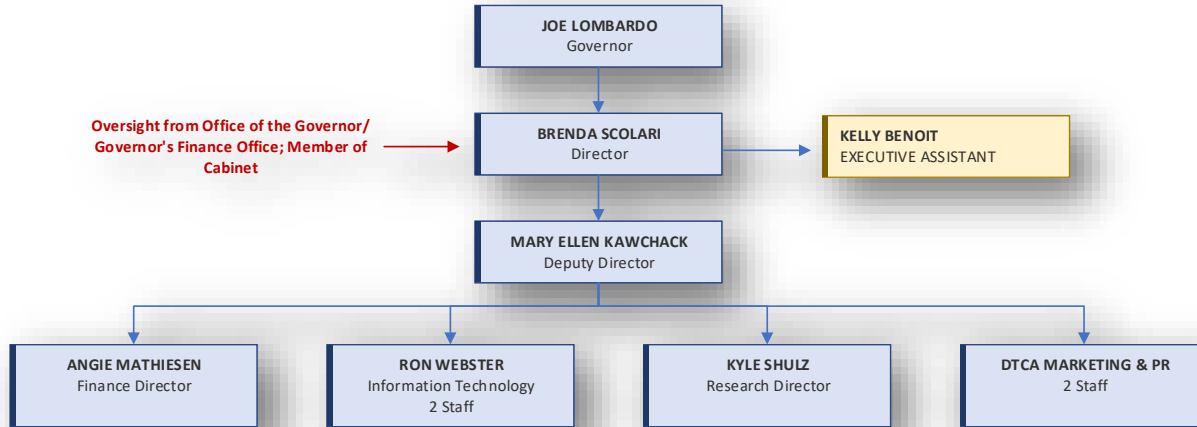 JOE LOMBARDO
Governor
Oversight from Office of the Governor/
Governor's Finance Office; Member of
Cabinet
BRENDA SCOLARI
Director
KELLY BENOIT
EXECUTIVE ASSISTANT
MARY ELLEN KAWCHACK
Deputy Director
ANGIE MATHIESEN
Finance Director
RON WEBSTER
Information Technology
2 Staff
KYLE SHULZ
Research Director
DTCA MARKETING & PR
2 Staff